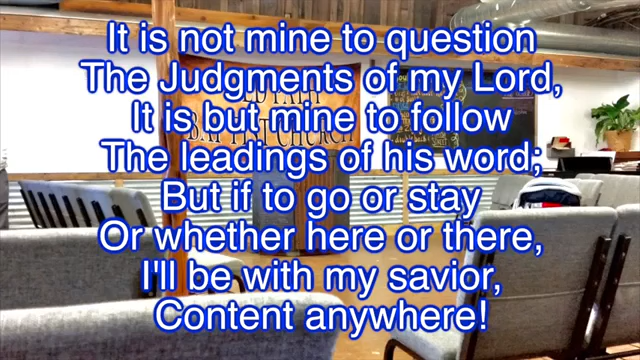 It is not mine to question
The Judgments of my Lord,
It is but mine to follow
The leadings of his word;
But if to go or stay
Or whether here or there,
I'll be with my savior,
Content anywhere!
BAPTIST CHURCH